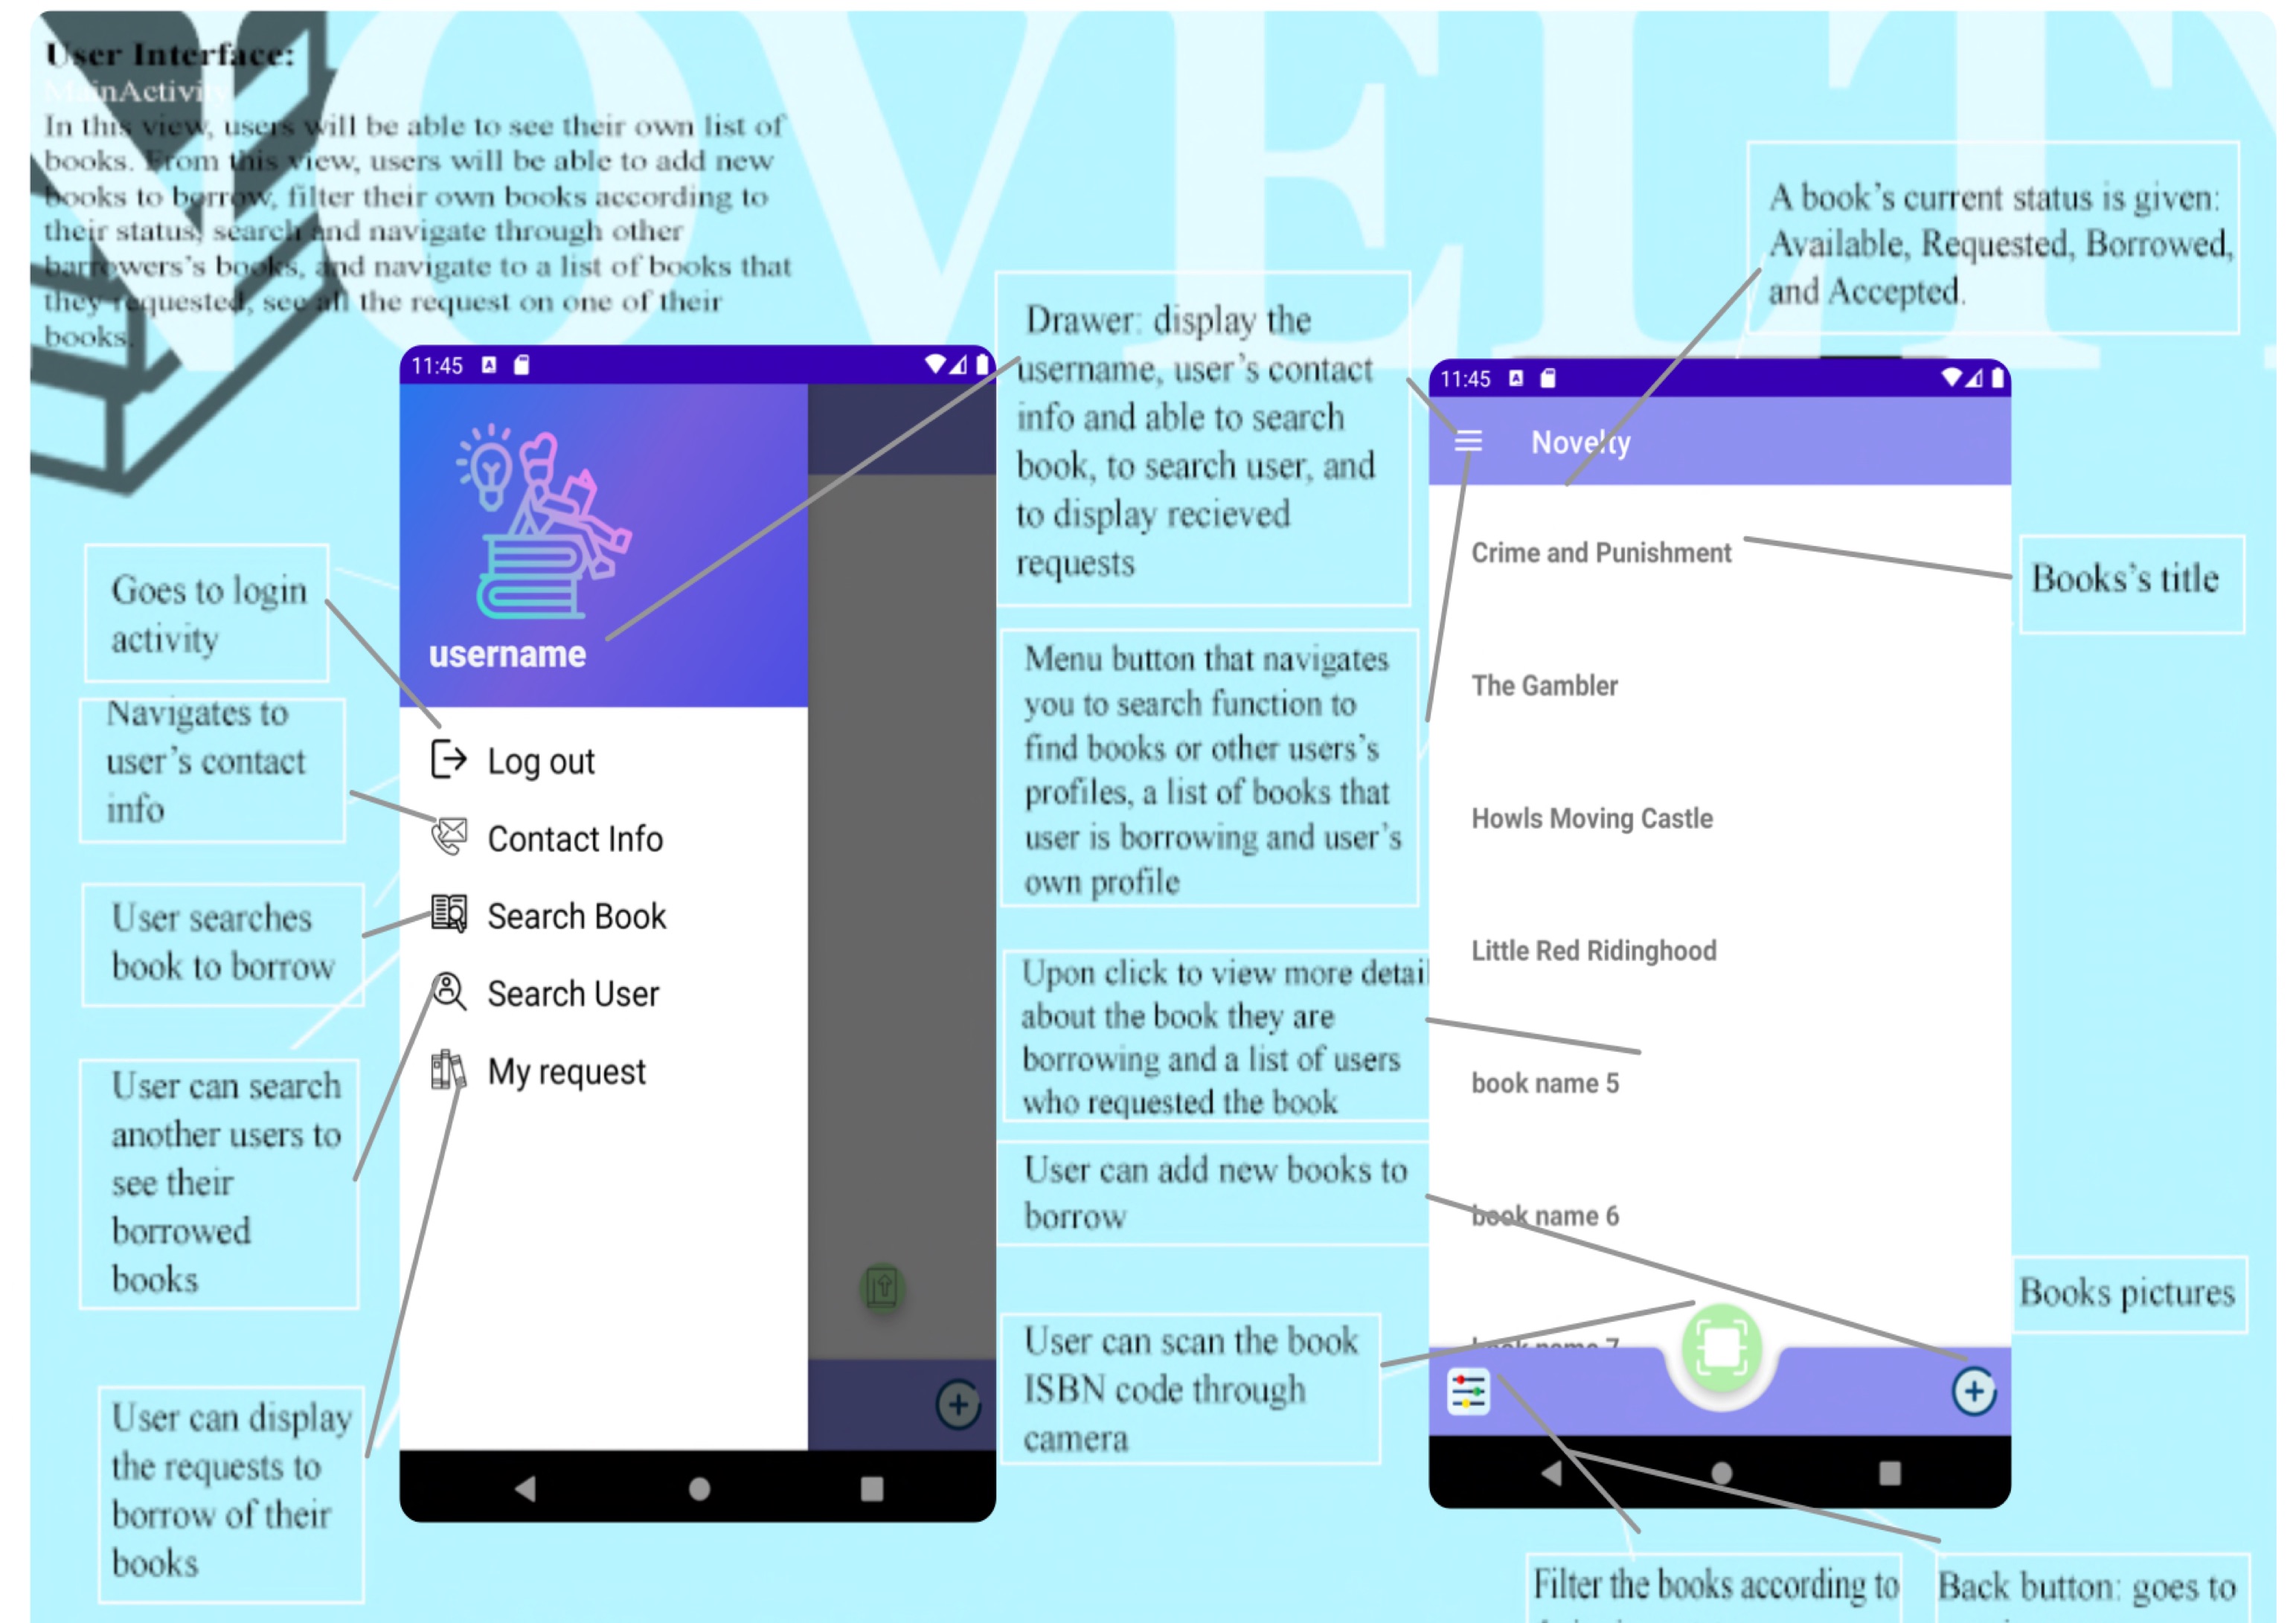 NOVELTY
User Interface:
MainActivity
In this view, users will be able to see their own list of
books. From this view, users will be able to add new
books to borrow, filter their own books according to
their status, search and navigate through other
barrowers's books, and navigate to a list of books that
they requested, see all the request on one of their
books.
Goes to login
activity
Navigates to
user's contact
info
User searches
book to borrow
User can search
another users to
see their
borrowed
books
User can display
the requests to
borrow of their
books
11:45
username
Log out
Contact Info
Search Book
Search User
My request
Drawer: display the
username, user's contact
info and able to search
book, to search user, and
to display recieved
requests
Menu button that navigates
you to search function to
find books or other users's
profiles, a list of books that
user is borrowing and user's
own profile
Upon click to view more detail
about the book they are
borrowing and a list of users
who requested the book
User can add new books to
borrow
User can scan the book
ISBN code through
camera
A book's current status is given:
Available, Requested, Borrowed,
and Accepted.
11:45
Novelty
Crime and Punishment
The Gambler
Howls Moving Castle
Little Red Ridinghood
book name 5
book name 6
book name 7
Books's title
Books pictures
Filter the books according to
Back button: goes to